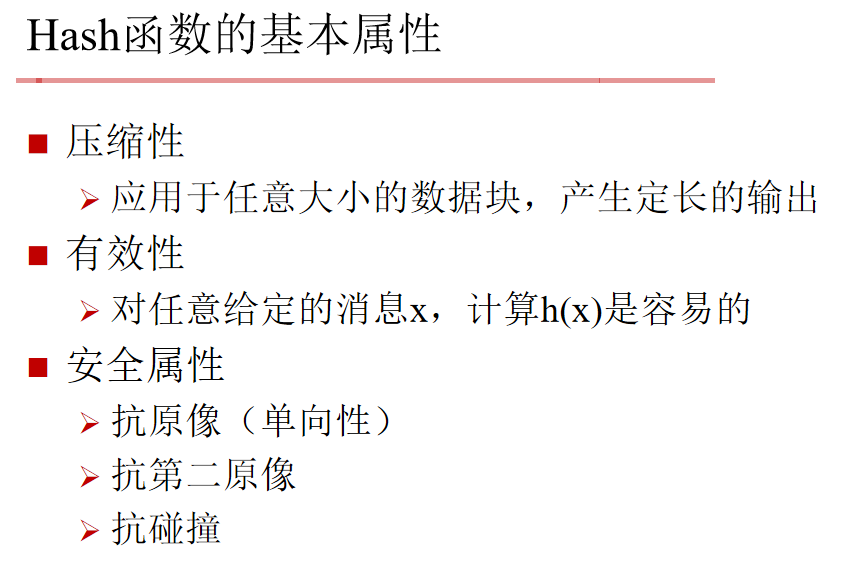 Hash函数的基本属性
压缩性
应用于任意大小的数据块，产生定长的输出
有效性
对任意给定的消息x，计算h(x)是容易的
安全属性
抗原像（单向性）
抗第二原像
抗碰撞